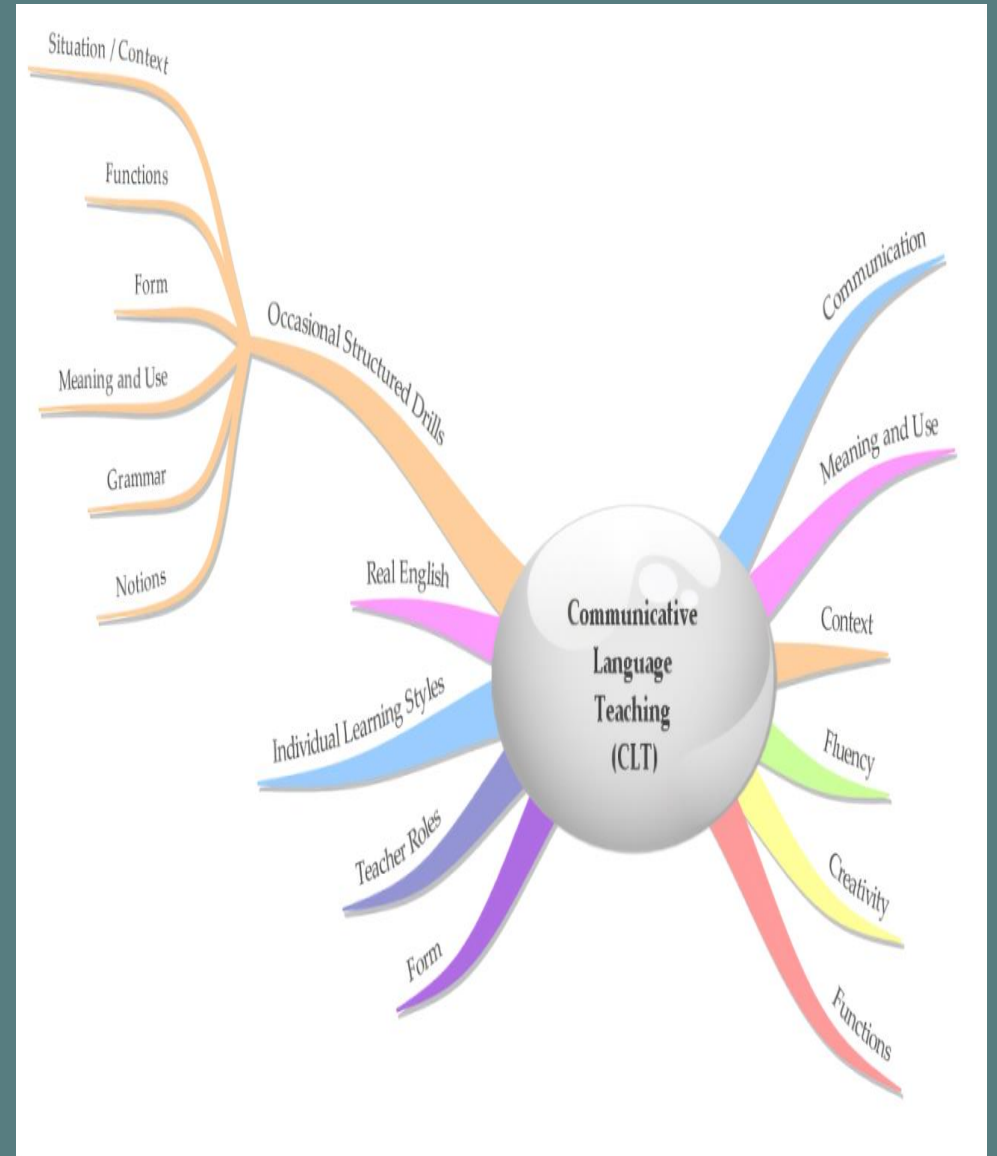 Situation / Context
Functions
Form
Meaning and Use
Grammar
Notions
Occasional Structured Drills
Real English
Individual Learning Styles
Teacher Roles
Form
Communicative
Language
Teaching
(CLT)
Communication
Meaning and Use
Context
Fluency
Creativity
Functions